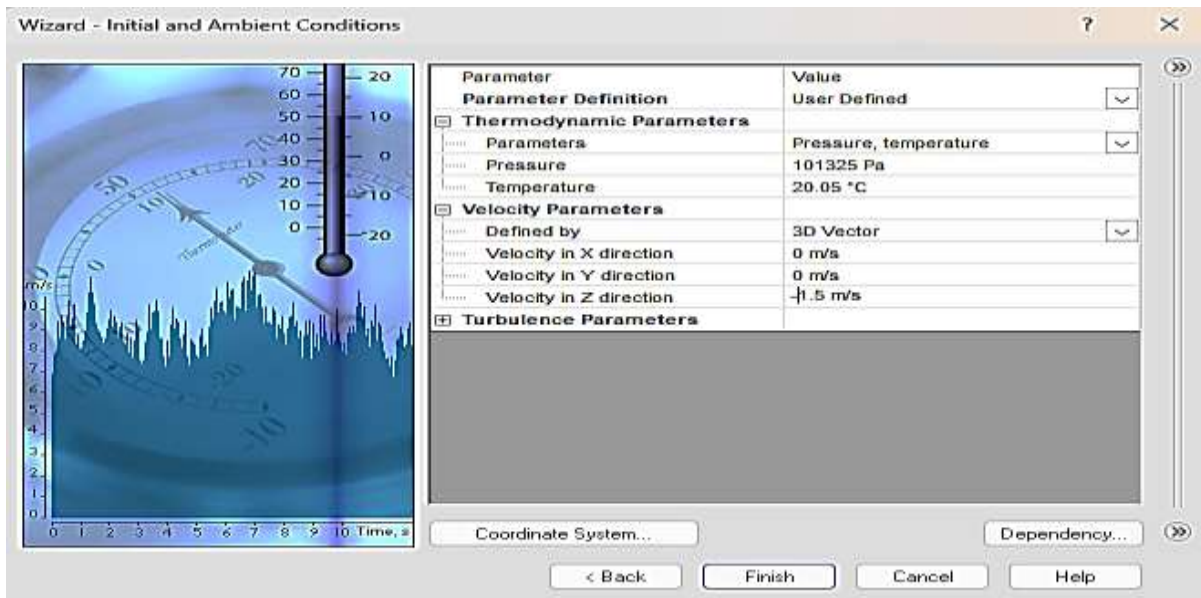 Wizard - Initial and Ambient Conditions ? ×
Parameter Value
Parameter Definition User Defined
Thermodynamic Parameters
Parameters Pressure, temperature
Pressure 101325 Pa
Temperature 20.05 °C
Velocity Parameters
Defined by 3D Vector
Velocity in X direction 0 m/s
Velocity in Y direction 0 m/s
Velocity in Z direction -1.5 m/s
Turbulence Parameters
70 20
60
50 10
40
30 0
20
10
0 -20
Thermometer
m/s
0 1 2 3 4 5 6 7 8 9 10 Time, s
Coordinate System... Dependency...
< Back Finish Cancel Help